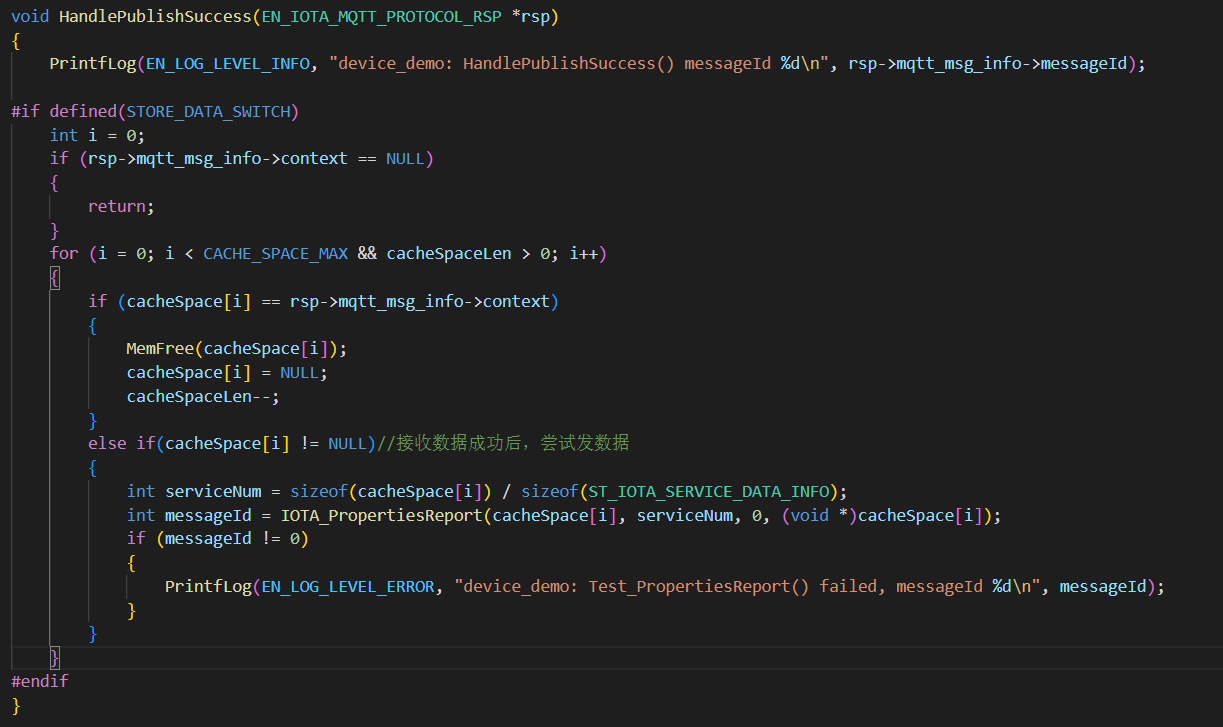 void HandlePublishSuccess(EN_IOTA_MQTT_PROTOCOL_RSP *rsp)
{
    PrintfLog(EN_LOG_LEVEL_INFO, "device_demo: HandlePublishSuccess() messageId %d\n", rsp->mqtt_msg_info->messageId);

#if defined(STORE_DATA_SWITCH)
    int i = 0;
    if (rsp->mqtt_msg_info->context == NULL)
    {
        return;
    }
    for (i = 0; i < CACHE_SPACE_MAX && cacheSpaceLen > 0; i++)
    {
        if (cacheSpace[i] == rsp->mqtt_msg_info->context)
        {
            MemFree(cacheSpace[i]);
            cacheSpace[i] = NULL;
            cacheSpaceLen--;
        }
        else if(cacheSpace[i] != NULL)//接收数据成功后，尝试发数据
        {
            int serviceNum = sizeof(cacheSpace[i]) / sizeof(ST_IOTA_SERVICE_DATA_INFO);
            int messageId = IOTA_PropertiesReport(cacheSpace[i], serviceNum, 0, (void *)cacheSpace[i]);
            if (messageId != 0)
            {
                PrintfLog(EN_LOG_LEVEL_ERROR, "device_demo: Test_PropertiesReport() failed, messageId %d\n", messageId);
            }
        }
    }
#endif
}